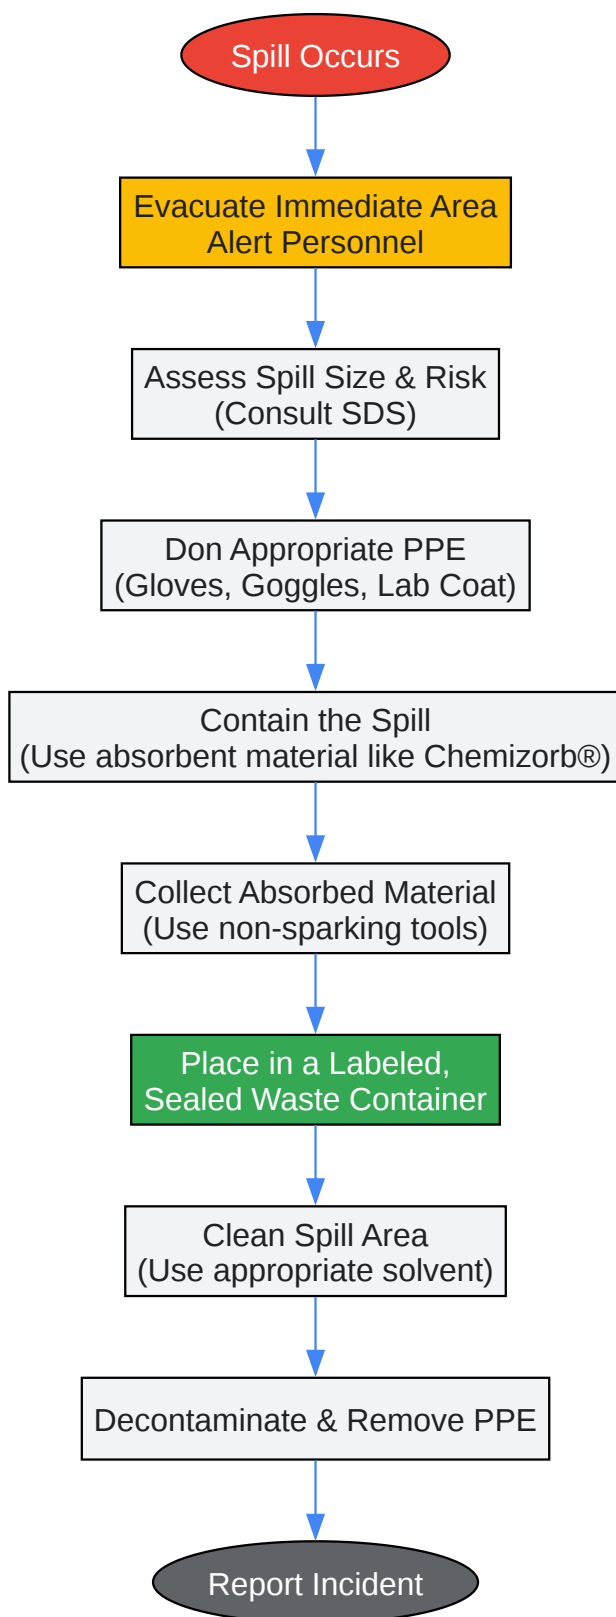 Spill Occurs
Evacuate Immediate Area
Alert Personnel
Assess Spill Size & Risk
(Consult SDS)
Don Appropriate PPE
(Gloves, Goggles, Lab Coat)
Contain the Spill
(Use absorbent material like Chemizorb®)
Collect Absorbed Material
(Use non-sparking tools)
Place in a Labeled,
Sealed Waste Container
Clean Spill Area
(Use appropriate solvent)
Decontaminate & Remove PPE
Report Incident